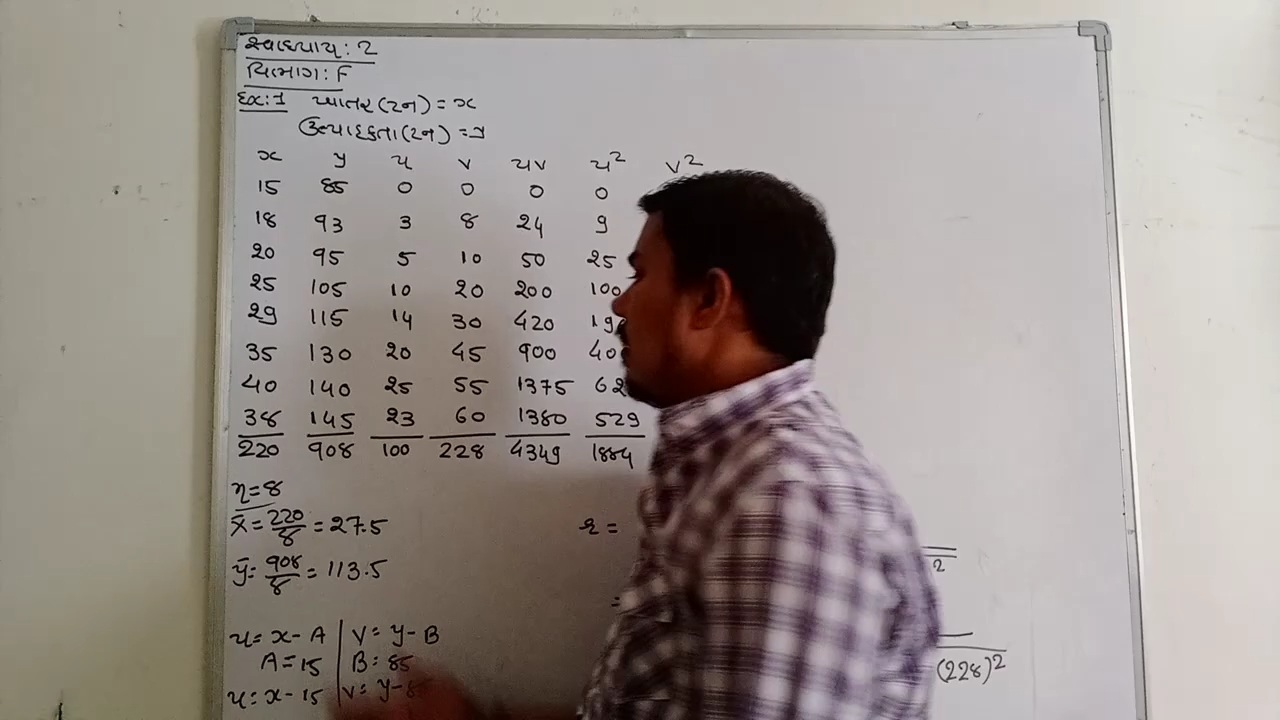 સ્વાધ્યાય: 2
વિભાગ: F
Ex: 1 ખાતર (ટન) = x
ઉત્પાદકતા (ટન) = y
x y u v uv u² v²
15 85 0 0 0 0
18 93 3 8 24 9
20 95 5 10 50 25
25 105 10 20 200 100
29 115 14 30 420 19
35 130 20 45 900 40
40 140 25 55 1375 62
38 145 23 60 1380 529
220 908 100 228 4349 1884
n=8
x̄ = 220/8 = 27.5 r =
ȳ = 908/8 = 113.5 2
u = x - A | v = y - B
A = 15 | B = 85 (228)²
u = x - 15 | v = y -